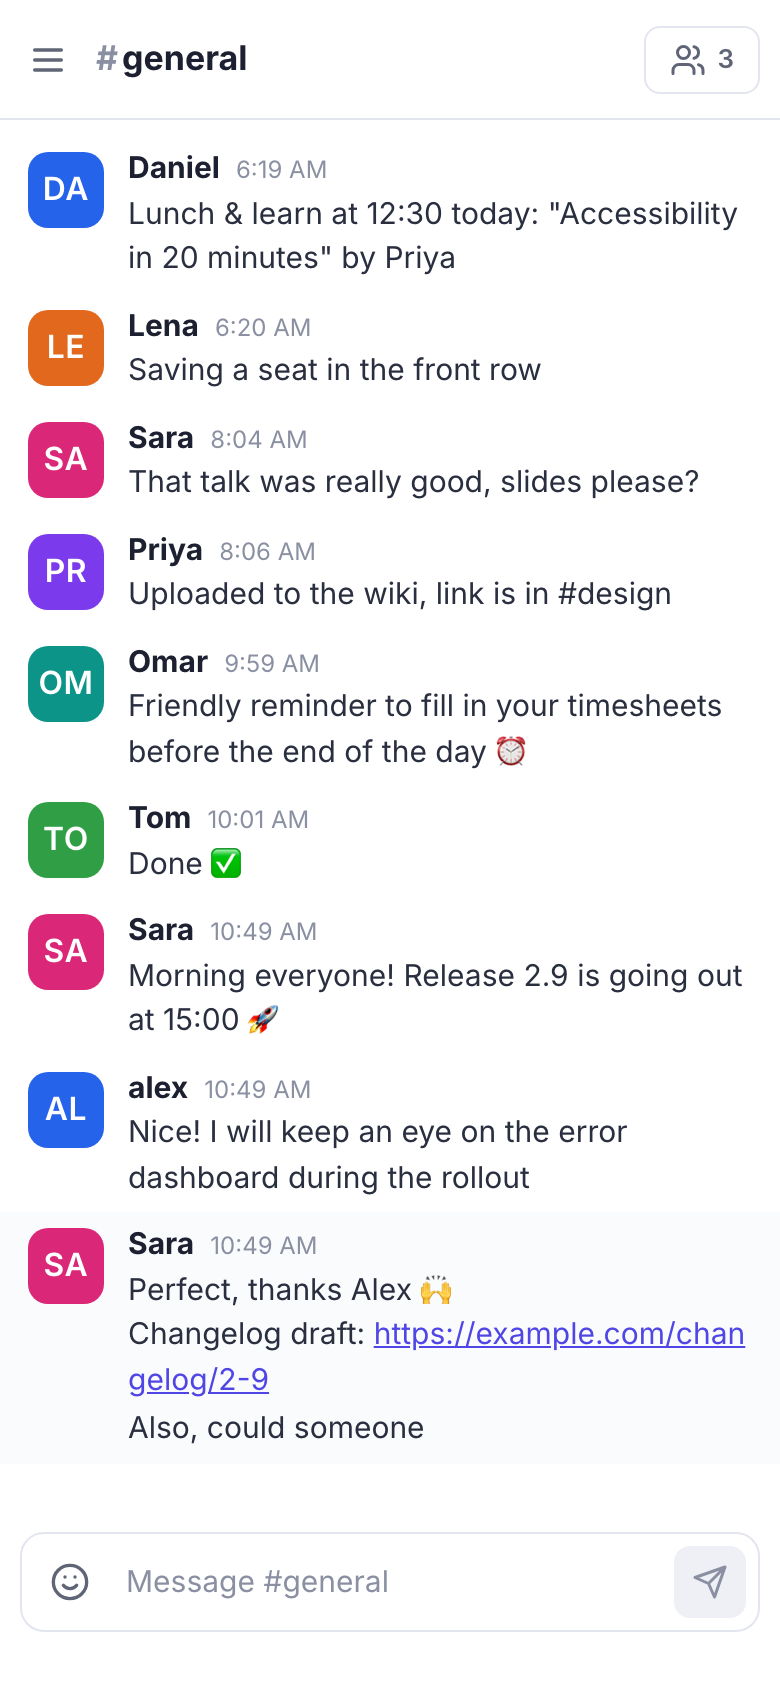 #general
3
DA
Daniel 6:19 AM
Lunch & learn at 12:30 today: "Accessibility
in 20 minutes" by Priya
LE
Lena 6:20 AM
Saving a seat in the front row
SA
Sara 8:04 AM
That talk was really good, slides please?
PR
Priya 8:06 AM
Uploaded to the wiki, link is in #design
OM
Omar 9:59 AM
Friendly reminder to fill in your timesheets
before the end of the day ⏰
TO
Tom 10:01 AM
Done ✅
SA
Sara 10:49 AM
Morning everyone! Release 2.9 is going out
at 15:00 🚀
AL
alex 10:49 AM
Nice! I will keep an eye on the error
dashboard during the rollout
SA
Sara 10:49 AM
Perfect, thanks Alex 🙌
Changelog draft: https://example.com/chan
gelog/2-9
Also, could someone
Message #general